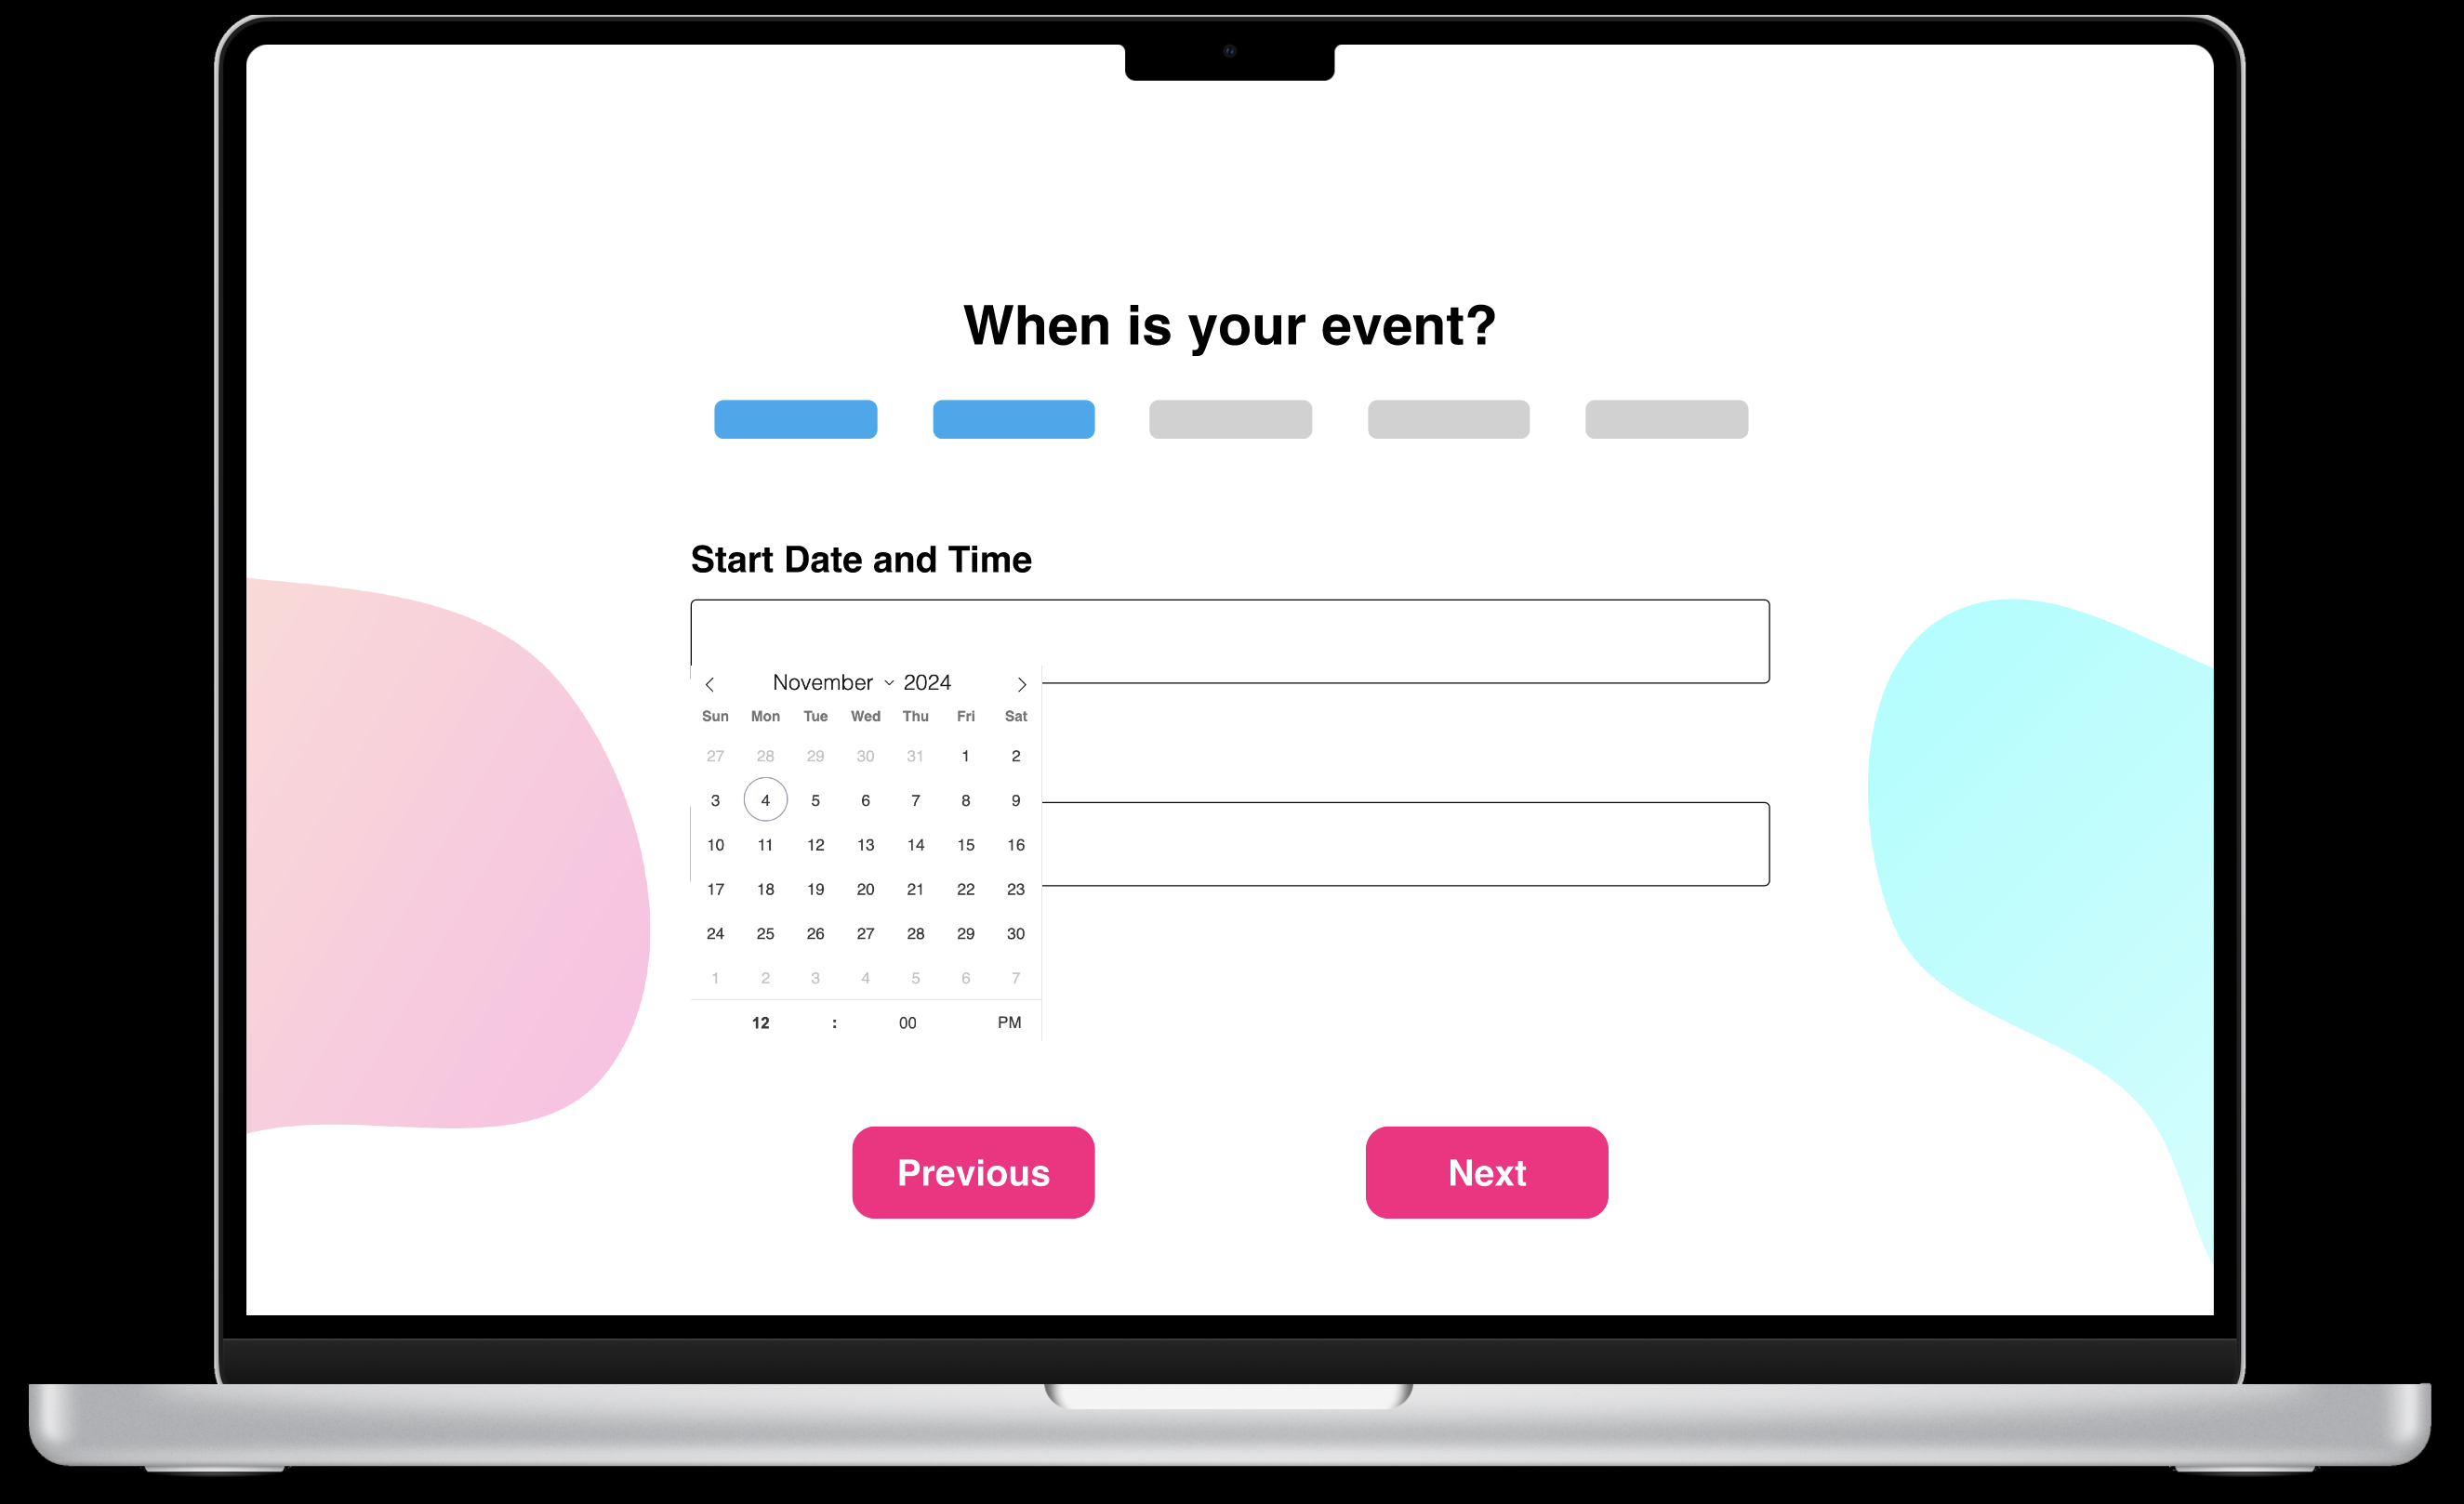 When is your event?
Start Date and Time
November 2024
Sun Mon Tue Wed Thu Fri Sat
27 28 29 30 31 1 2
3 4 5 6 7 8 9
10 11 12 13 14 15 16
17 18 19 20 21 22 23
24 25 26 27 28 29 30
1 2 3 4 5 6 7
12 : 00 PM
Previous Next